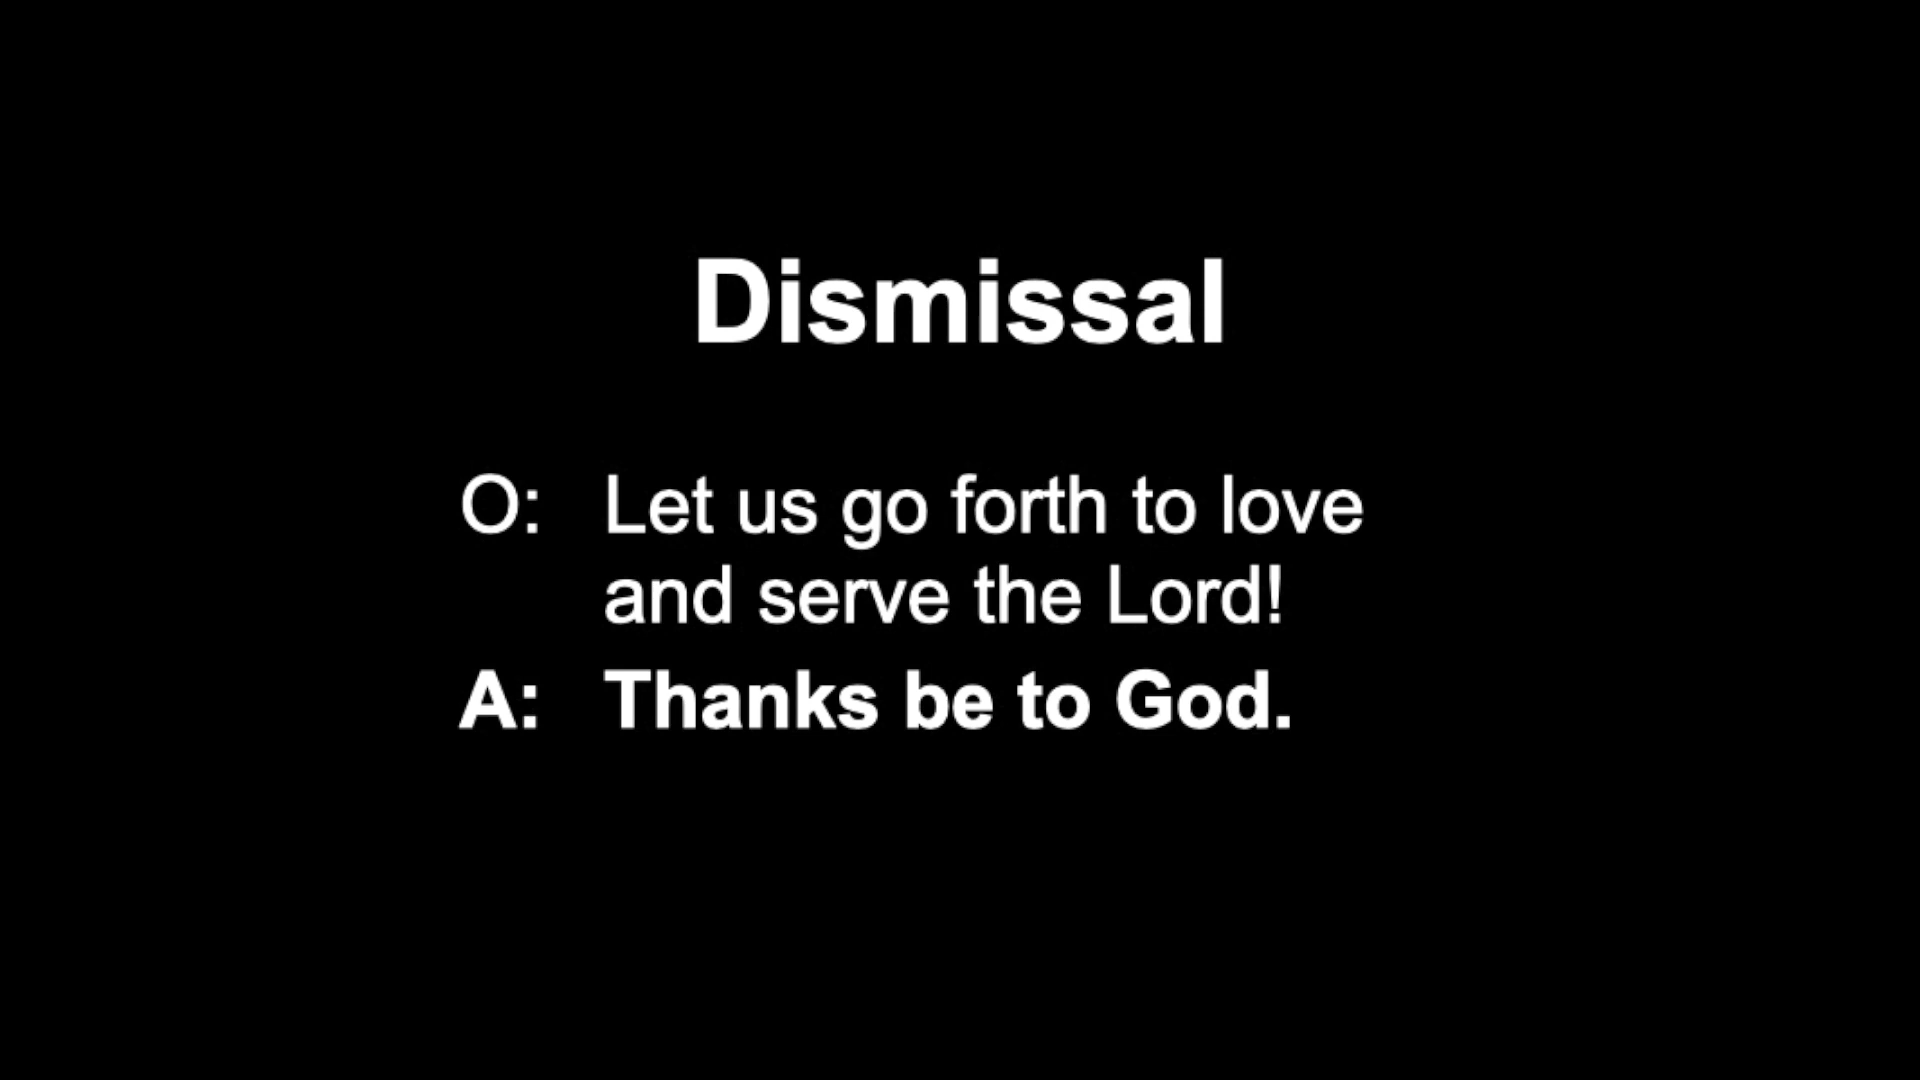 Dismissal
O: Let us go forth to love
and serve the Lord!
A: Thanks be to God.